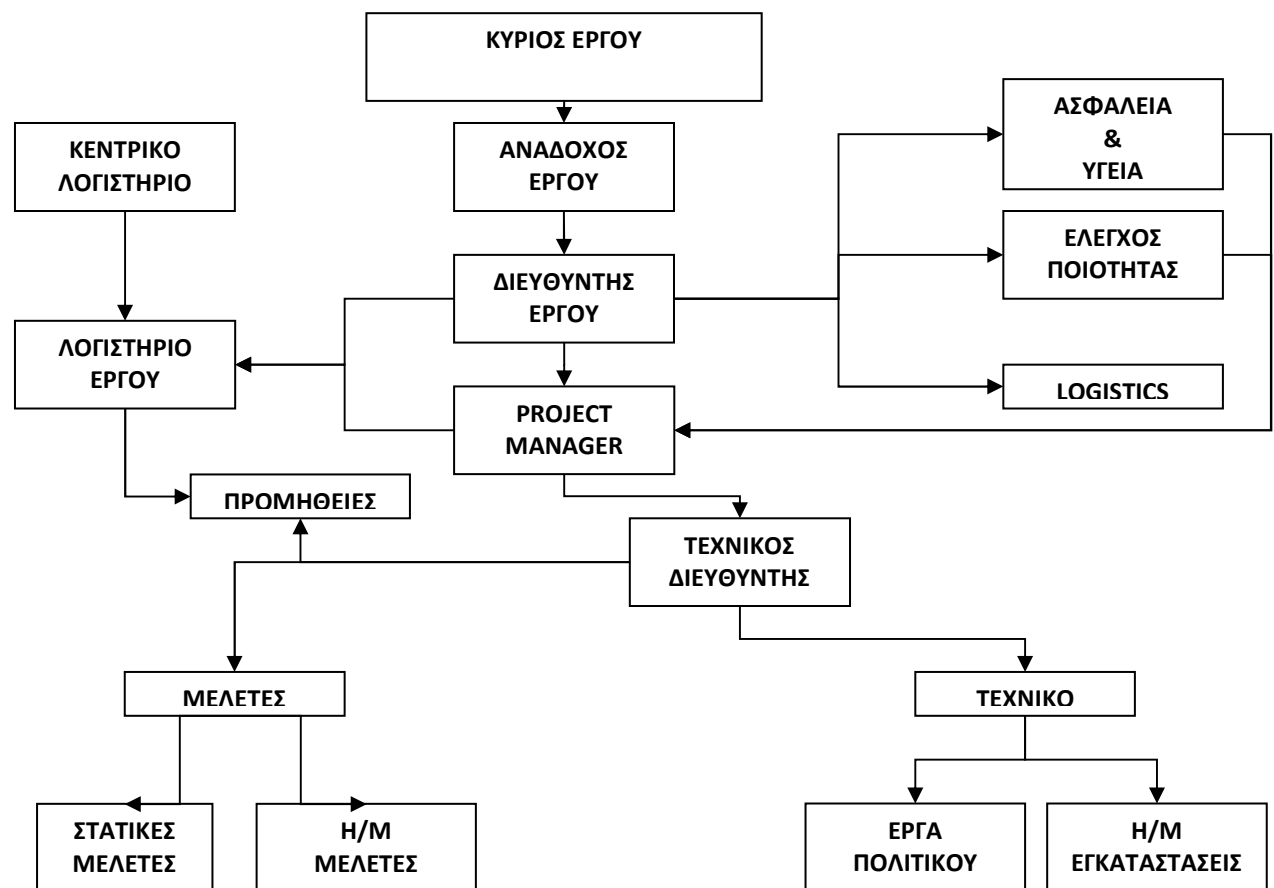 ΚΥΡΙΟΣ ΕΡΓΟΥ
ΑΣΦΑΛΕΙΑ
&
ΥΓΕΙΑ
ΚΕΝΤΡΙΚΟ
ΛΟΓΙΣΤΗΡΙΟ
ΑΝΑΔΟΧΟΣ
ΕΡΓΟΥ
ΕΛΕΓΧΟΣ
ΠΟΙΟΤΗΤΑΣ
ΔΙΕΥΘΥΝΤΗΣ
ΕΡΓΟΥ
ΛΟΓΙΣΤΗΡΙΟ
ΕΡΓΟΥ
LOGISTICS
PROJECT
MANAGER
ΠΡΟΜΗΘΕΙΕΣ
ΤΕΧΝΙΚΟΣ
ΔΙΕΥΘΥΝΤΗΣ
ΜΕΛΕΤΕΣ
ΤΕΧΝΙΚΟ
ΣΤΑΤΙΚΕΣ
ΜΕΛΕΤΕΣ
Η/Μ
ΜΕΛΕΤΕΣ
ΕΡΓΑ
ΠΟΛΙΤΙΚΟΥ
Η/Μ
ΕΓΚΑΤΑΣΤΑΣΕΙΣ